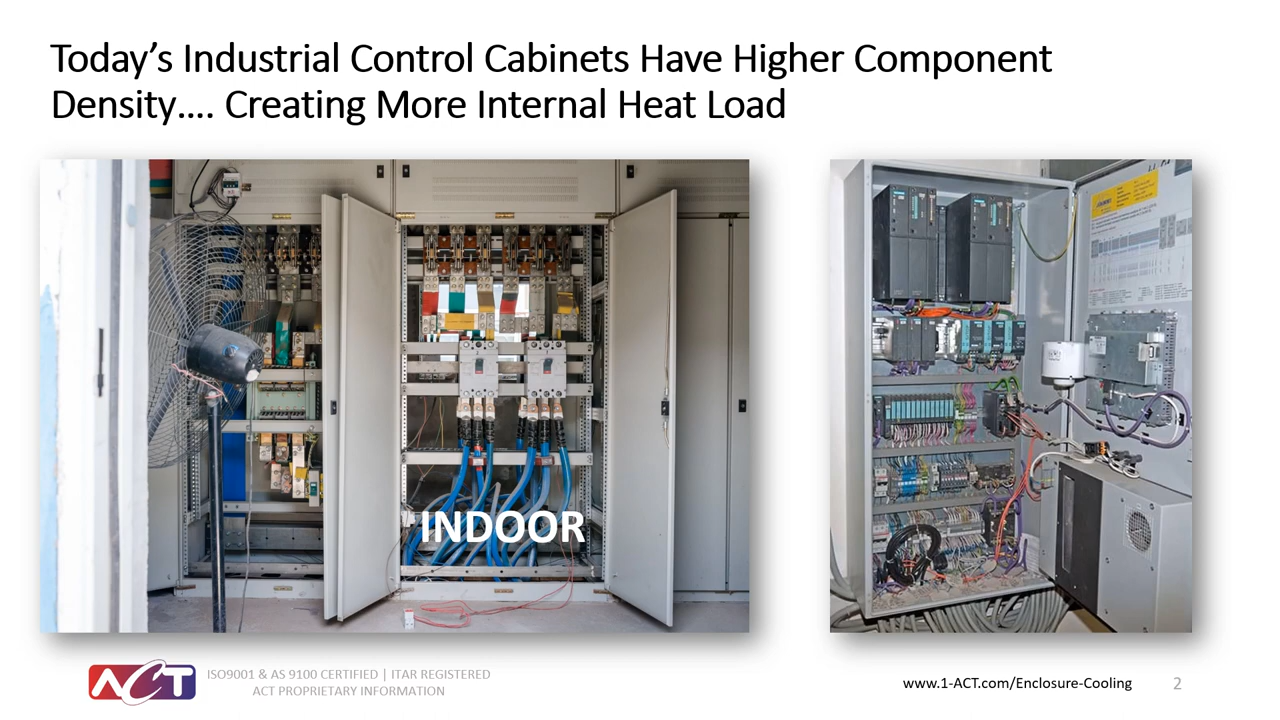 Today’s Industrial Control Cabinets Have Higher Component
Density…. Creating More Internal Heat Load
INDOOR
ACT
ISO9001 & AS 9100 CERTIFIED | ITAR REGISTERED
ACT PROPRIETARY INFORMATION
www.1-ACT.com/Enclosure-Cooling
2